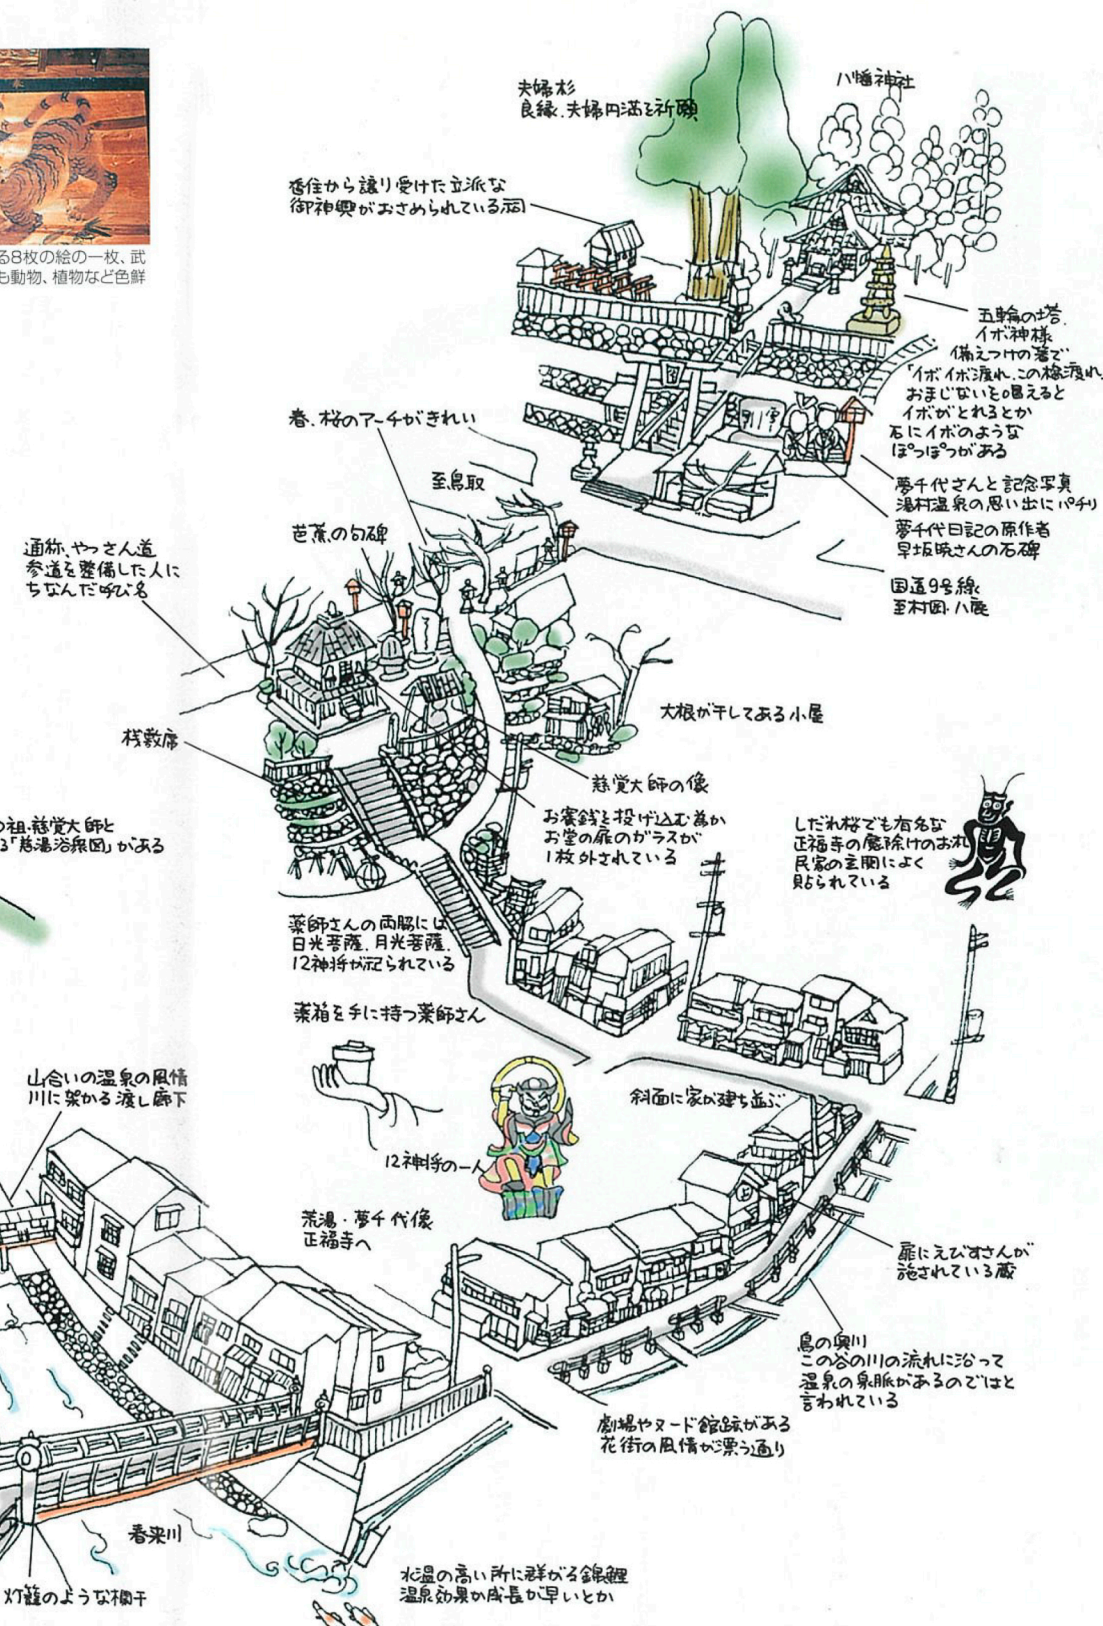 夫婦杉
良縁、夫婦円満を祈願
八幡神社
香住から譲り受けた立派な
御神輿がおさめられている祠
る8枚の絵の一枚、武
も動物、植物など色鮮
五輪の塔、
イボ神様
備えつけの箸で
「イボイボ渡れ、この橋渡れ」
おまじないを唱えると
イボがとれるとか
石にイボのような
ぽつぽつがある
春、桜のアーチがきれい
至鳥取
夢千代さんと記念写真
湯村温泉の思い出にパチリ
夢千代日記の原作者
早坂暁さんの石碑
芭蕉の句碑
通称、やっさん道
参道を整備した人に
ちなんだ呼び名
国道9号線
至村岡・八鹿
大根が干してある小屋
桟敷席
慈覚大師の像
お賽銭を投げ込む為か
お堂の扉のガラスが
1枚外されている
の祖・慈覚大師と
る「慈湯浴衆図」がある
しだれ桜でも有名な
正福寺の魔除けのお札
民家の玄関によく
貼られている
薬師さんの両脇には
日光菩薩、月光菩薩、
12神将が祀られている
薬箱を手に持つ薬師さん
山合いの温泉の風情
川に架かる渡し廊下
斜面に家が建ち並ぶ
12神将の一人
荒湯・夢千代像
正福寺へ
扉にえびすさんが
施されている蔵
この谷の川の流れに沿って
温泉の泉脈があるのではと
言われている
劇場やヌード館跡がある
花街の風情が漂う通り
春来川
灯籠のような欄干
水温の高い所に群がる錦鯉
温泉効果か成長が早いとか